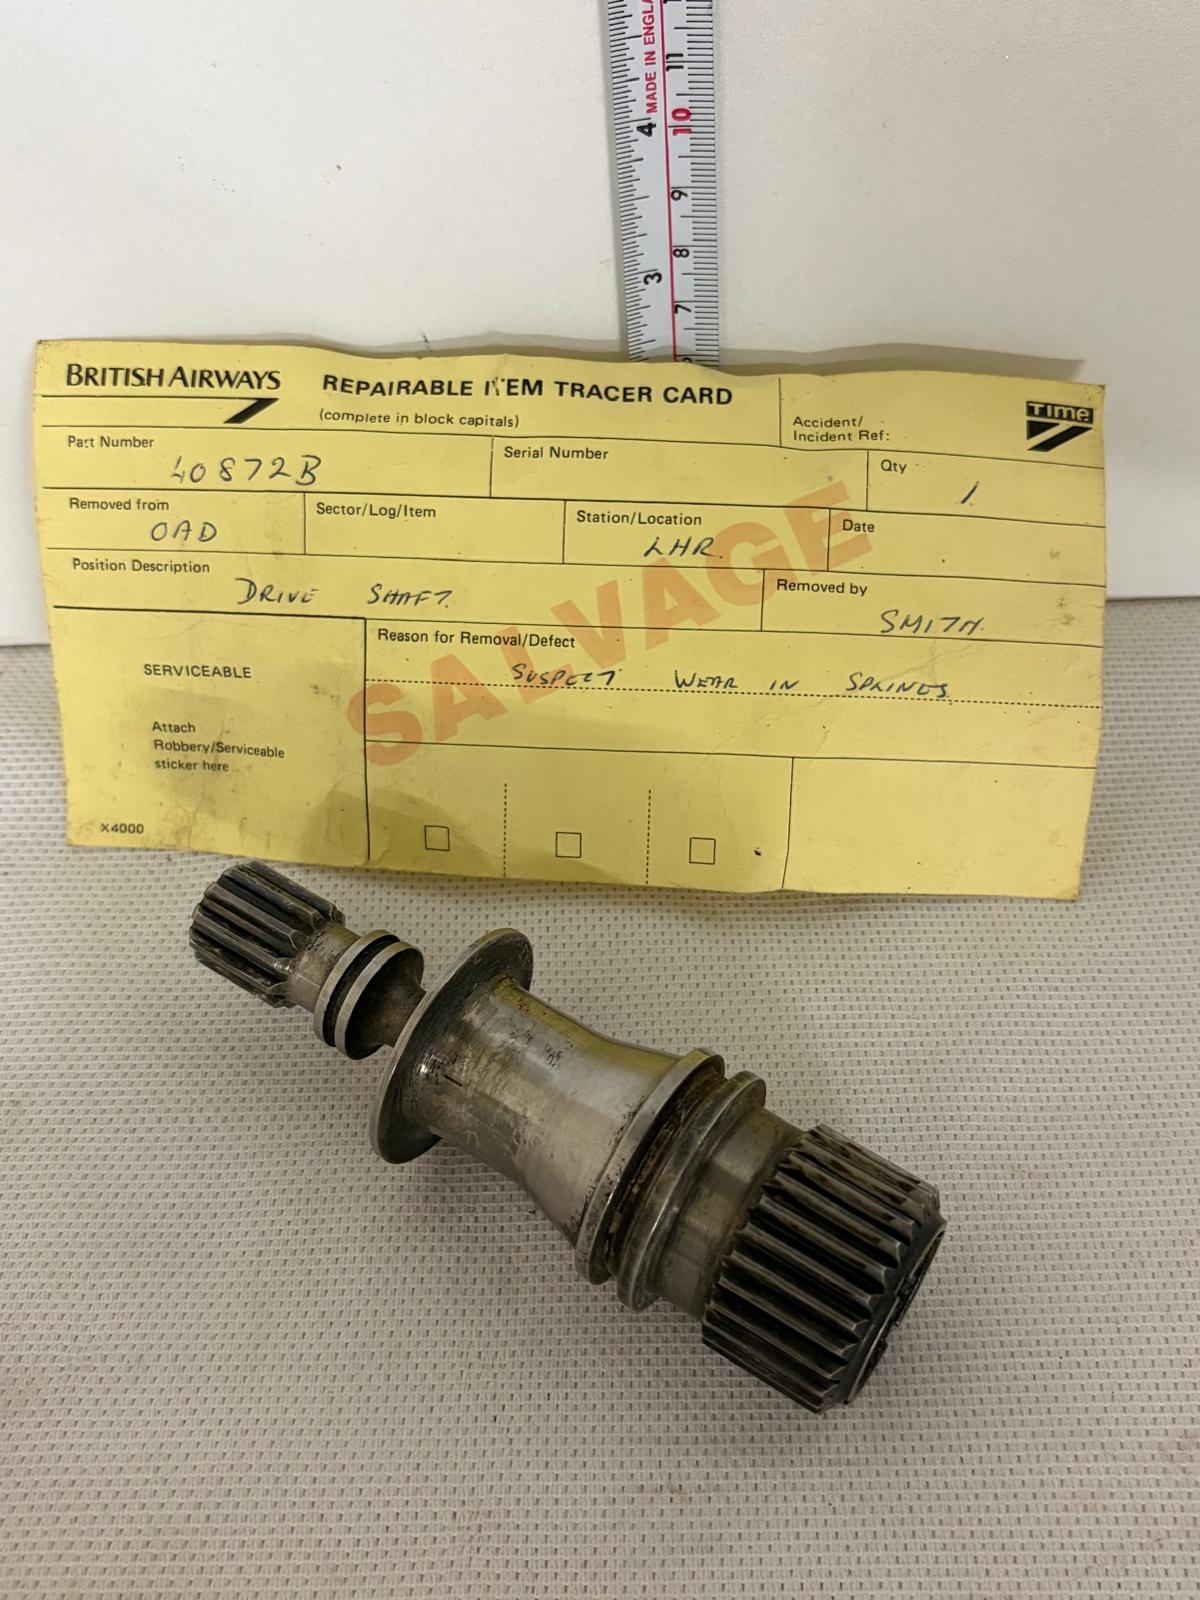 MADE IN ENGLA
11
4 10
9
8
3
7
BRITISH AIRWAYS
REPAIRABLE ITEM TRACER CARD
(complete in block capitals)
Accident/
Incident Ref:
TIME
Part Number
40872B
Serial Number
Qty
1
Removed from
OAD
Sector/Log/Item
Station/Location
LHR.
Date
Position Description
DRIVE SHAFT.
Removed by
SMITH.
SALVAGE
SERVICEABLE
Attach
Robbery/Serviceable
sticker here
X4000
Reason for Removal/Defect
SUSPECT WEAR IN SPLINES